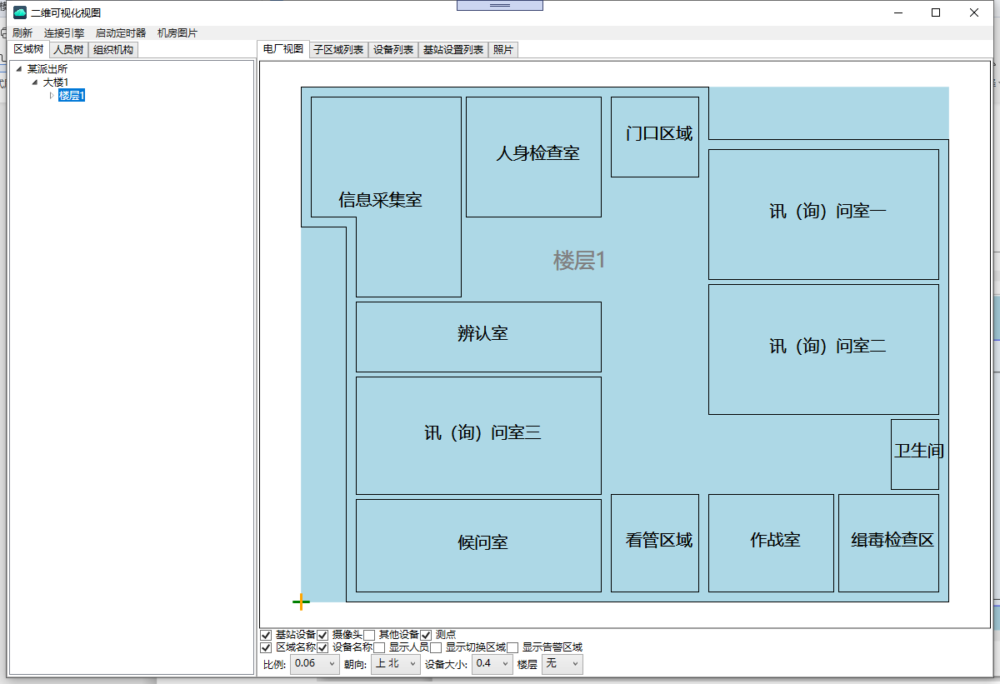 二维可视化视图
刷新 连接引擎 启动定时器 机房图片
区域树 人员树 组织机构
某派出所
大楼1
楼层1
电厂视图 子区域列表 设备列表 基站设置列表 照片
门口区域
人身检查室
信息采集室
讯（询）问室一
楼层1
辨认室
讯（询）问室二
讯（询）问室三
卫生间
候问室
看管区域
作战室
缉毒检查区
基站设备 摄像头 其他设备 测点
区域名称 设备名称 显示人员 显示切换区域 显示告警区域
比例: 0.06 朝向: 上北 设备大小: 0.4 楼层 无